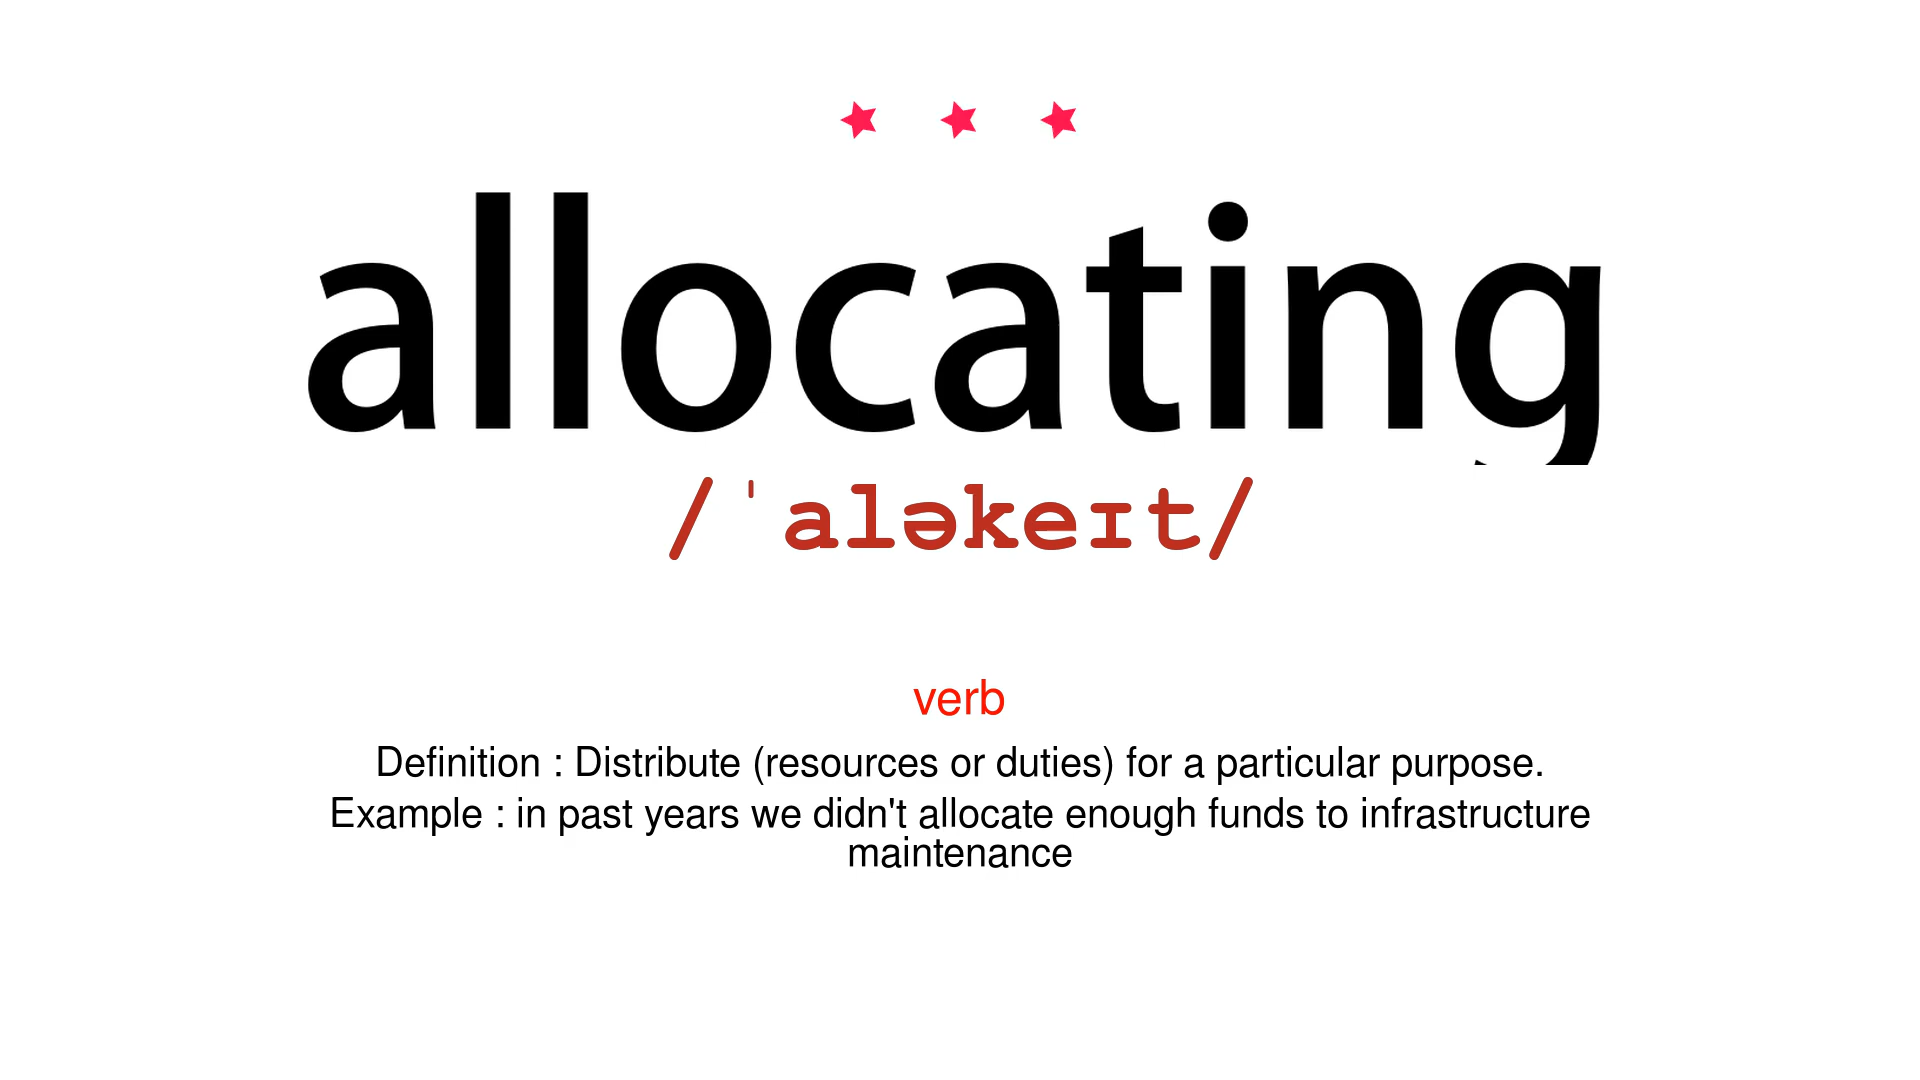 allocating
/ˈaləkeɪt/
verb
Definition : Distribute (resources or duties) for a particular purpose.
Example : in past years we didn't allocate enough funds to infrastructure
maintenance